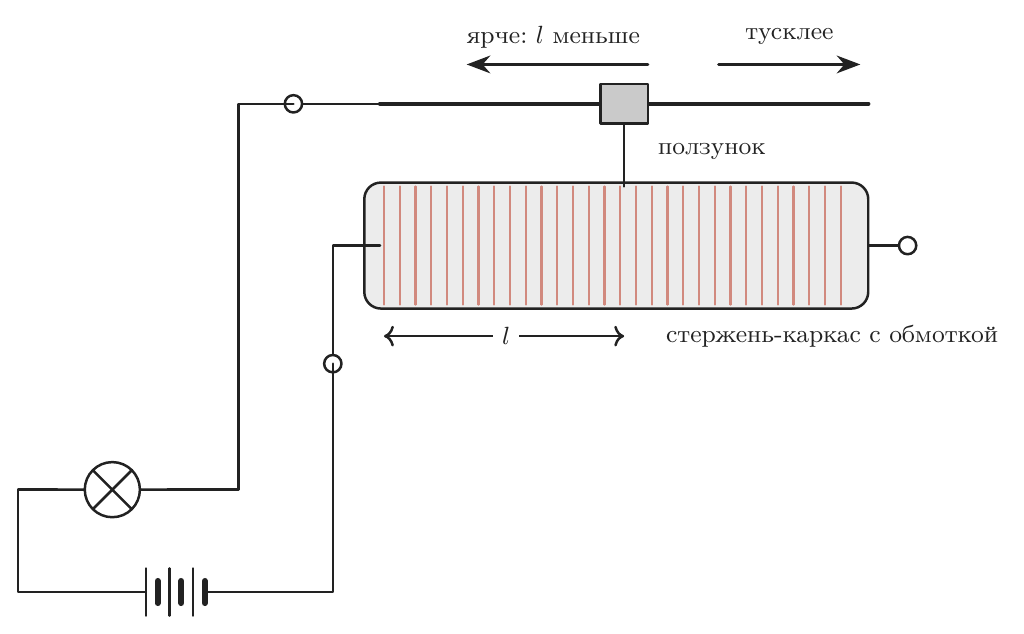 ярче: l меньше
тусклее
ползунок
l
стержень-каркас с обмоткой